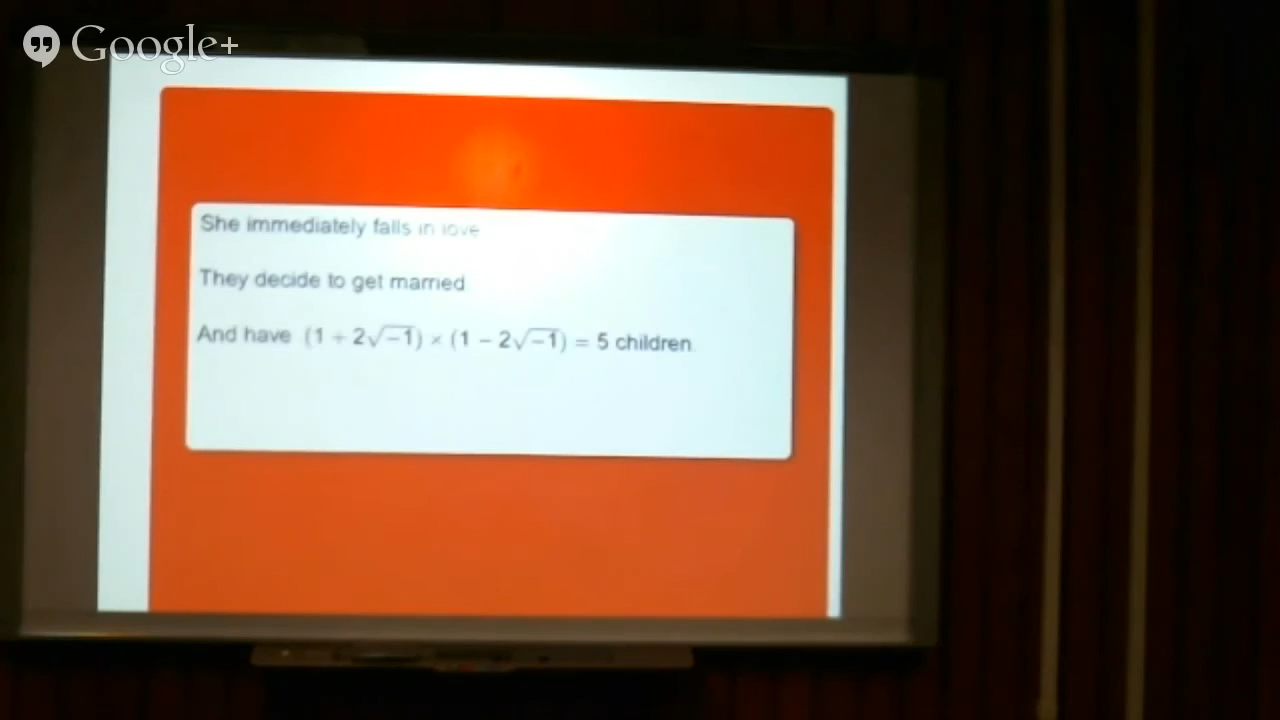 Google+
She immediately falls in love
They decide to get married
And have (1 + 2√−1) × (1 − 2√−1) = 5 children.